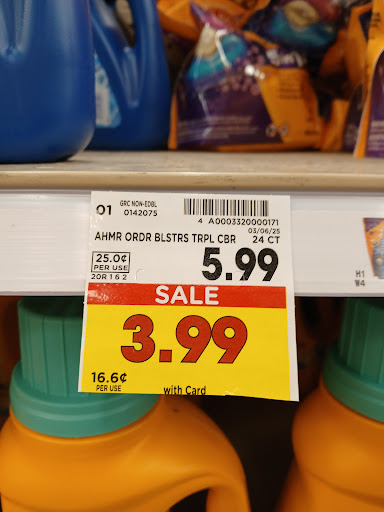 01
GRC NON-EDBL
0142075
4 A0003320000171
03/06/25
AHMR ORDR BLSTRS TRPL CBR 24 CT
25.0¢
PER USE
20R 1 6 2
5.99
SALE
3.99
16.6¢
PER USE
with Card
H1
W4